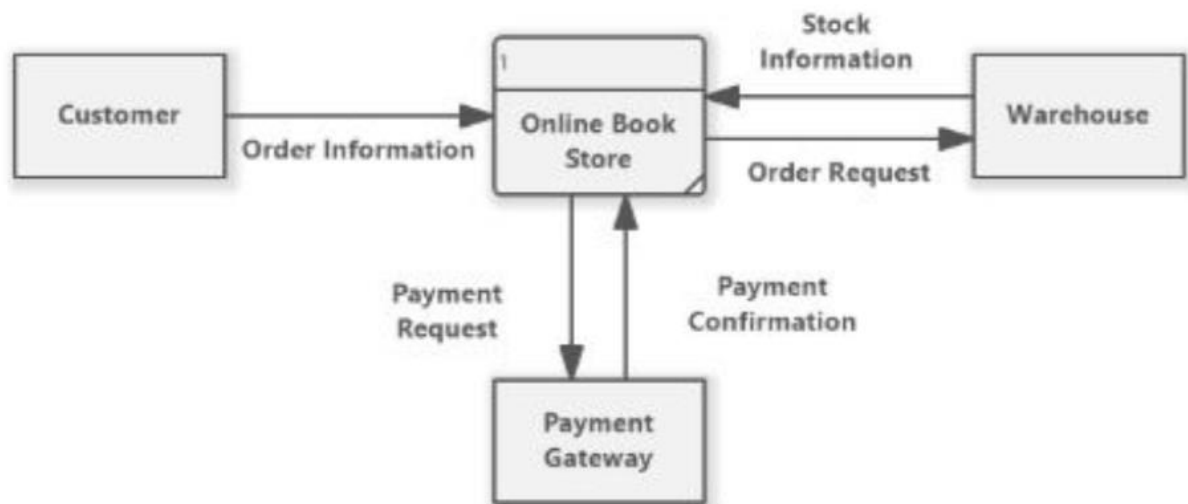 Customer
Order Information
1
Online Book
Store
Stock
Information
Order Request
Warehouse
Payment
Request
Payment
Confirmation
Payment
Gateway